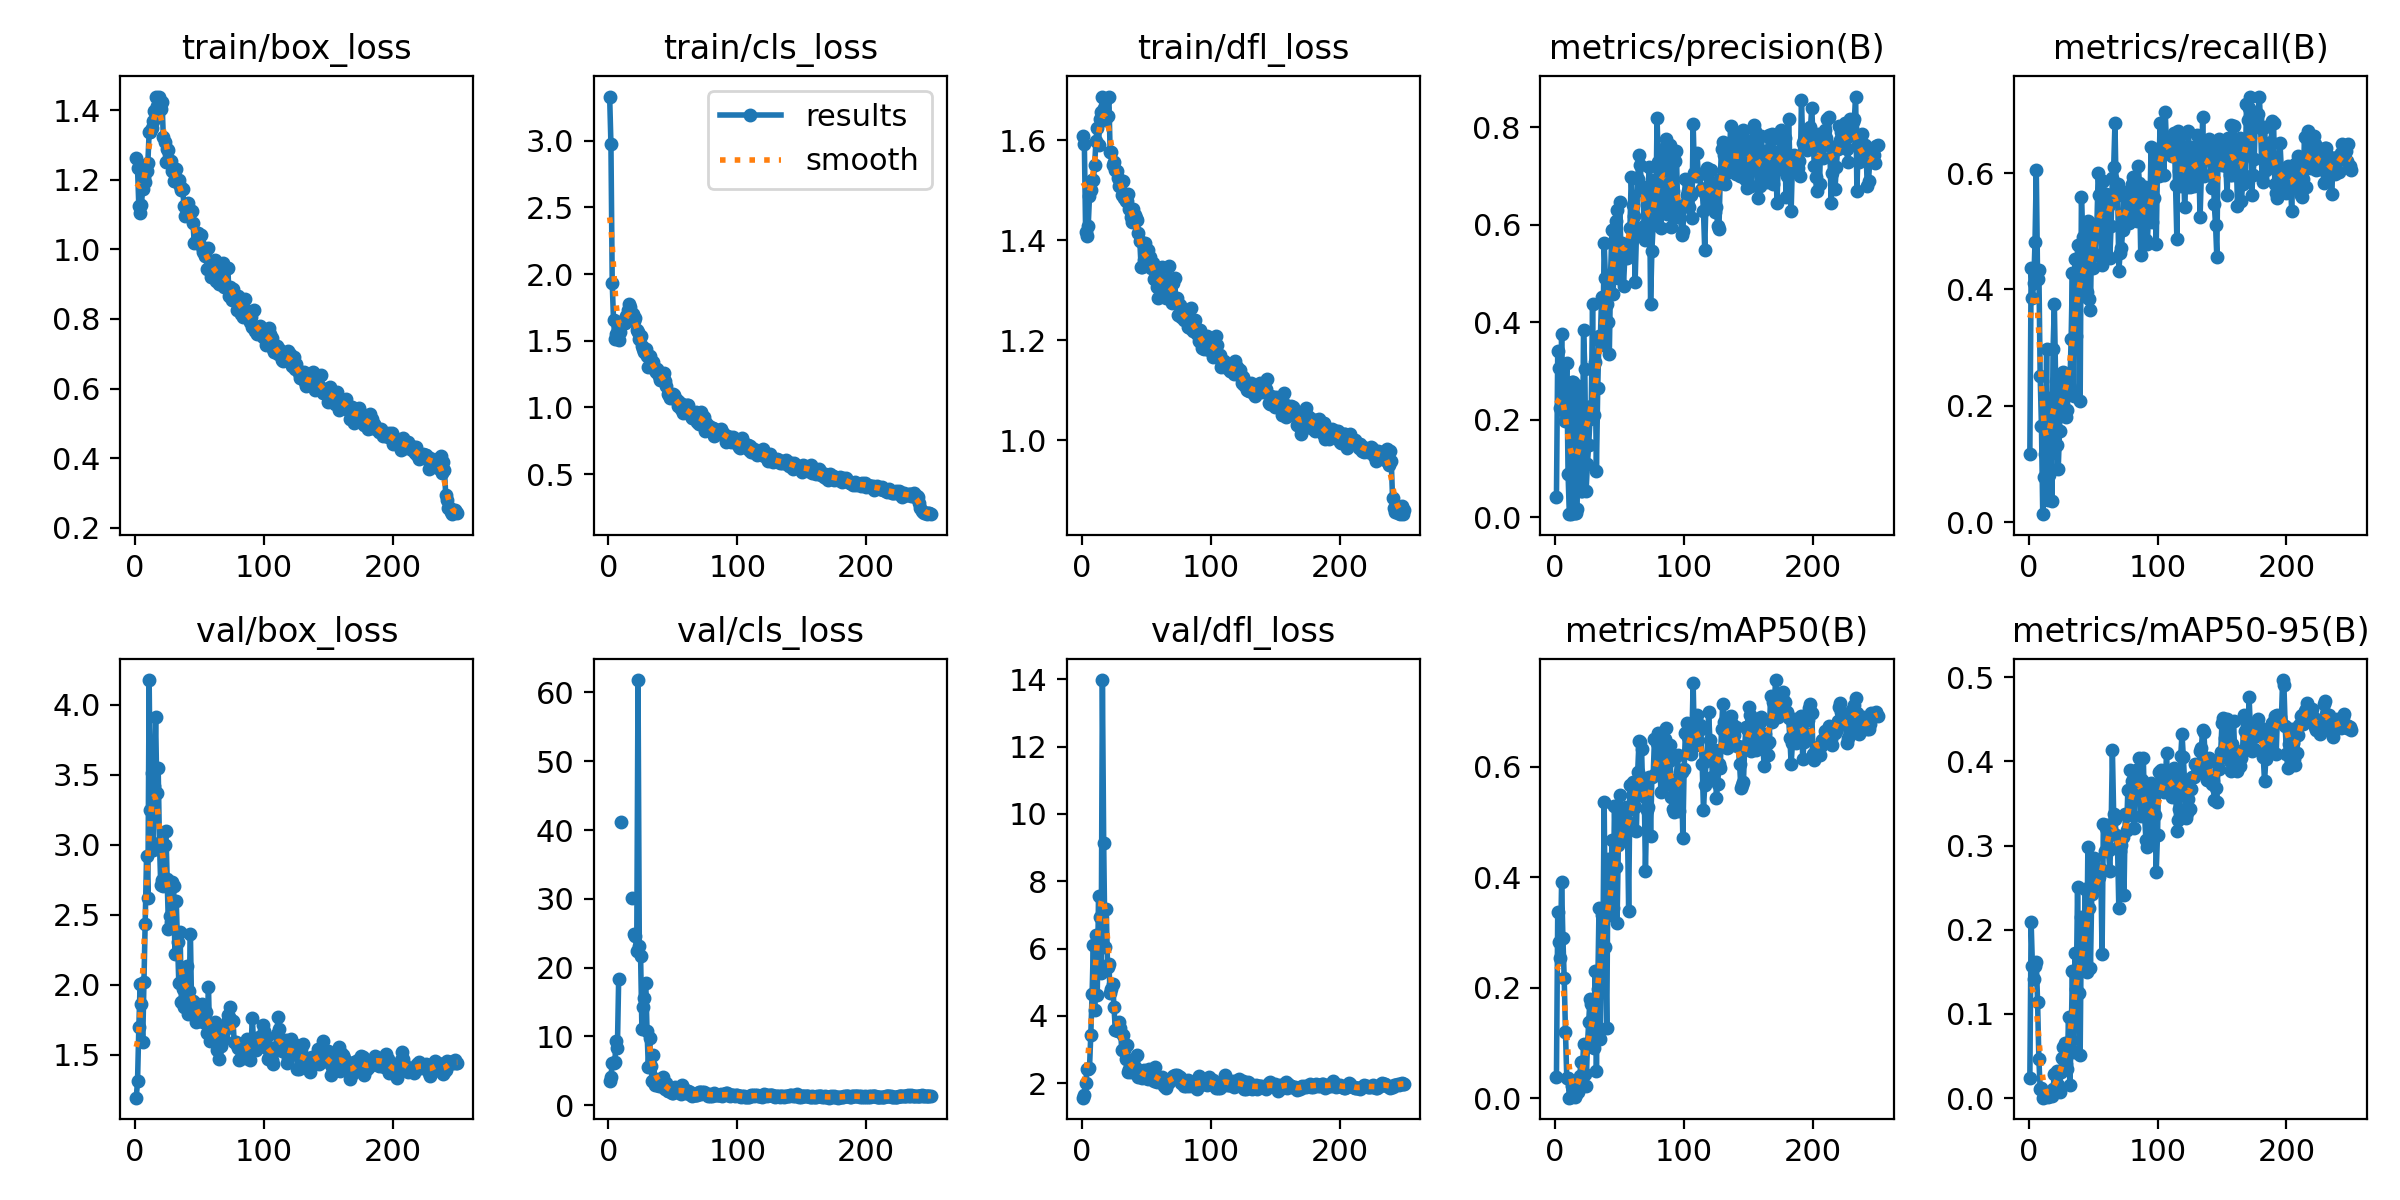 train/box_loss
train/cls_loss
train/dfl_loss
metrics/precision(B)
metrics/recall(B)
1.4
1.2
1.0
0.8
0.6
0.4
0.2
0 100 200
results
smooth
3.0
2.5
2.0
1.5
1.0
0.5
0 100 200
1.6
1.4
1.2
1.0
0 100 200
0.8
0.6
0.4
0.2
0.0
0 100 200
0.6
0.4
0.2
0.0
0 100 200
val/box_loss
val/cls_loss
val/dfl_loss
metrics/mAP50(B)
metrics/mAP50-95(B)
4.0
3.5
3.0
2.5
2.0
1.5
0 100 200
60
50
40
30
20
10
0
0 100 200
14
12
10
8
6
4
2
0 100 200
0.6
0.4
0.2
0.0
0 100 200
0.5
0.4
0.3
0.2
0.1
0.0
0 100 200